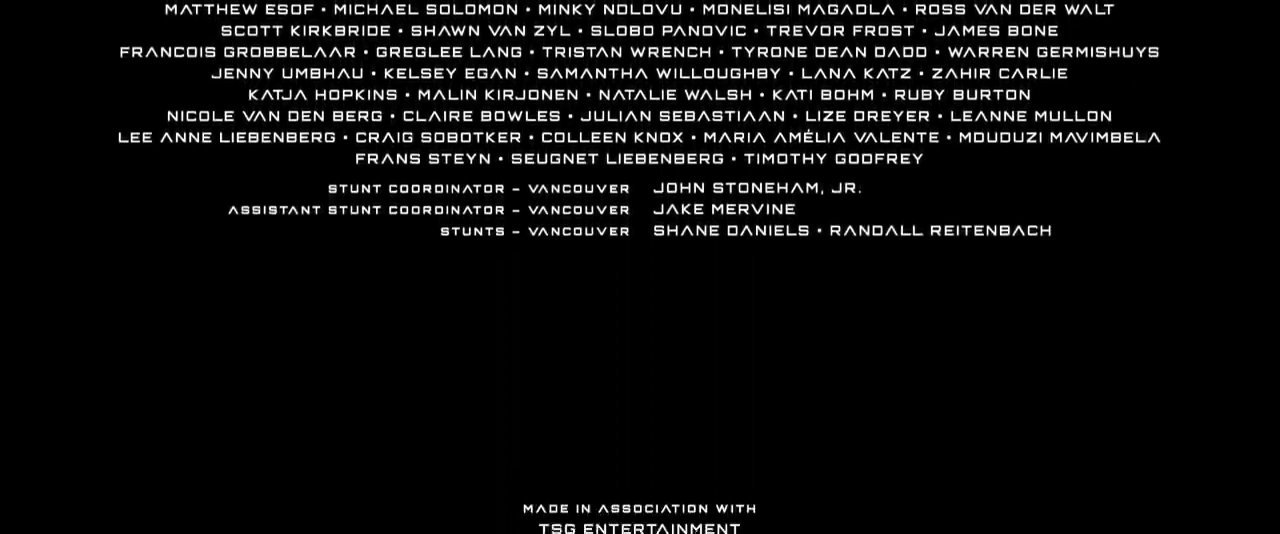 MATTHEW ESOF • MICHAEL SOLOMON • MINKY NDLOVU • MONELISI MAGADLA • ROSS VAN DER WALT
SCOTT KIRKBRIDE • SHAWN VAN ZYL • SLOBO PANOVIC • TREVOR FROST • JAMES BONE
FRANCOIS GROBBELAAR • GREGLEE LANG • TRISTAN WRENCH • TYRONE DEAN DADD • WARREN GERMISHUYS
JENNY UMBHAU • KELSEY EGAN • SAMANTHA WILLOUGHBY • LANA KATZ • ZAHIR CARLIE
KATJA HOPKINS • MALIN KIRJONEN • NATALIE WALSH • KATI BOHM • RUBY BURTON
NICOLE VAN DEN BERG • CLAIRE BOWLES • JULIAN SEBASTIAAN • LIZE DREYER • LEANNE MULLON
LEE ANNE LIEBENBERG • CRAIG SOBOTKER • COLLEEN KNOX • MARIA AMÉLIA VALENTE • MDUDUZI MAVIMBELA
FRANS STEYN • SEUGNET LIEBENBERG • TIMOTHY GODFREY
STUNT COORDINATOR – VANCOUVER JOHN STONEHAM, JR.
ASSISTANT STUNT COORDINATOR – VANCOUVER JAKE MERVINE
STUNTS – VANCOUVER SHANE DANIELS • RANDALL REITENBACH
MADE IN ASSOCIATION WITH
TSG ENTERTAINMENT